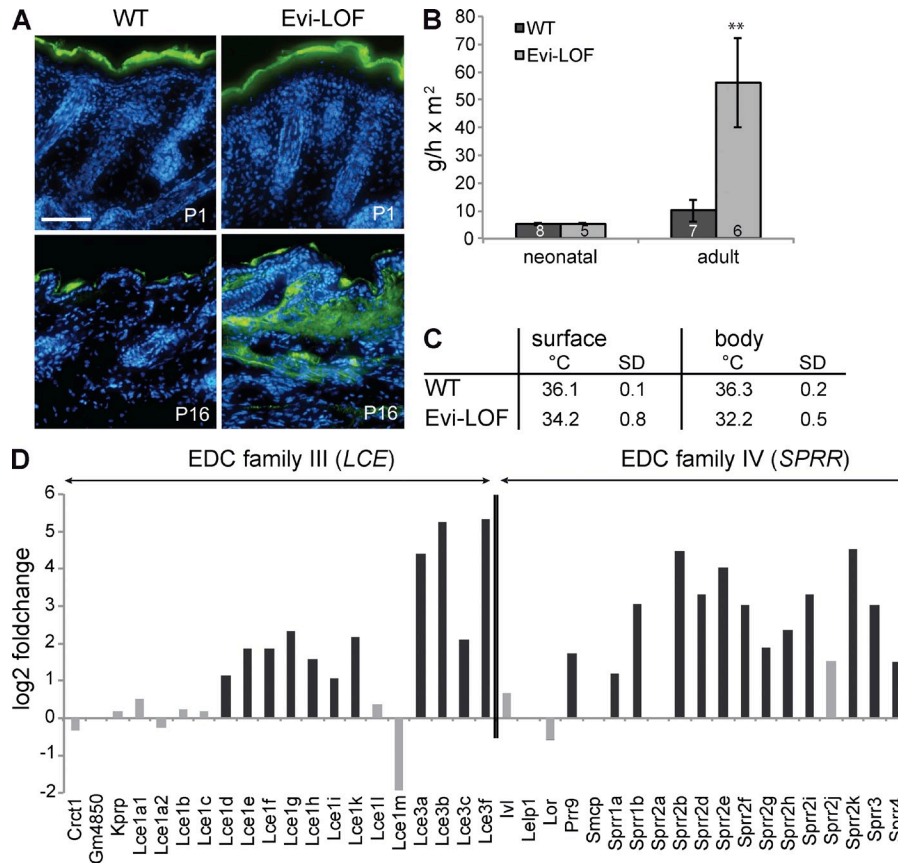 A
WT
Evi-LOF
P1
P1
P16
P16
B
WT
Evi-LOF
**
g/h x m²
80
70
60
50
40
30
20
10
0
8
5
7
6
neonatal
adult
C
surface
body
°C
SD
°C
SD
WT
36.1
0.1
36.3
0.2
Evi-LOF
34.2
0.8
32.2
0.5
D
EDC family III (LCE)
EDC family IV (SPRR)
log2 foldchange
6
5
4
3
2
1
0
-1
-2
Crct1
Gm4850
Kprp
Lce1a1
Lce1a2
Lce1b
Lce1c
Lce1d
Lce1e
Lce1f
Lce1g
Lce1h
Lce1i
Lce1k
Lce1l
Lce1m
Lce3a
Lce3b
Lce3c
Lce3f
Ivl
Lelp1
Lor
Prr9
Smcp
Sprr1a
Sprr1b
Sprr2a
Sprr2b
Sprr2d
Sprr2e
Sprr2f
Sprr2g
Sprr2h
Sprr2i
Sprr2j
Sprr2k
Sprr3
Sprr4